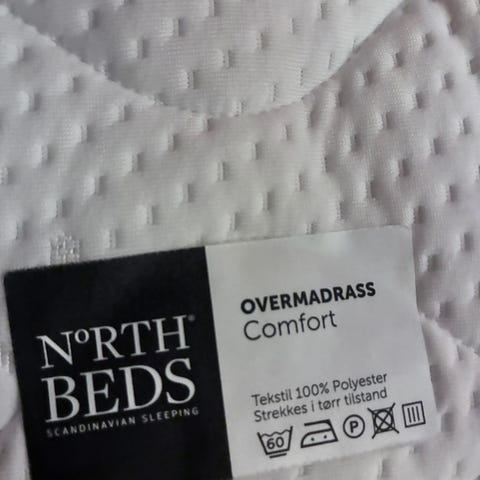 NORTH®
BEDS
SCANDINAVIAN SLEEPING
OVERMADRASS
Comfort
Tekstil 100% Polyester
Strekkes i tørr tilstand
60 P